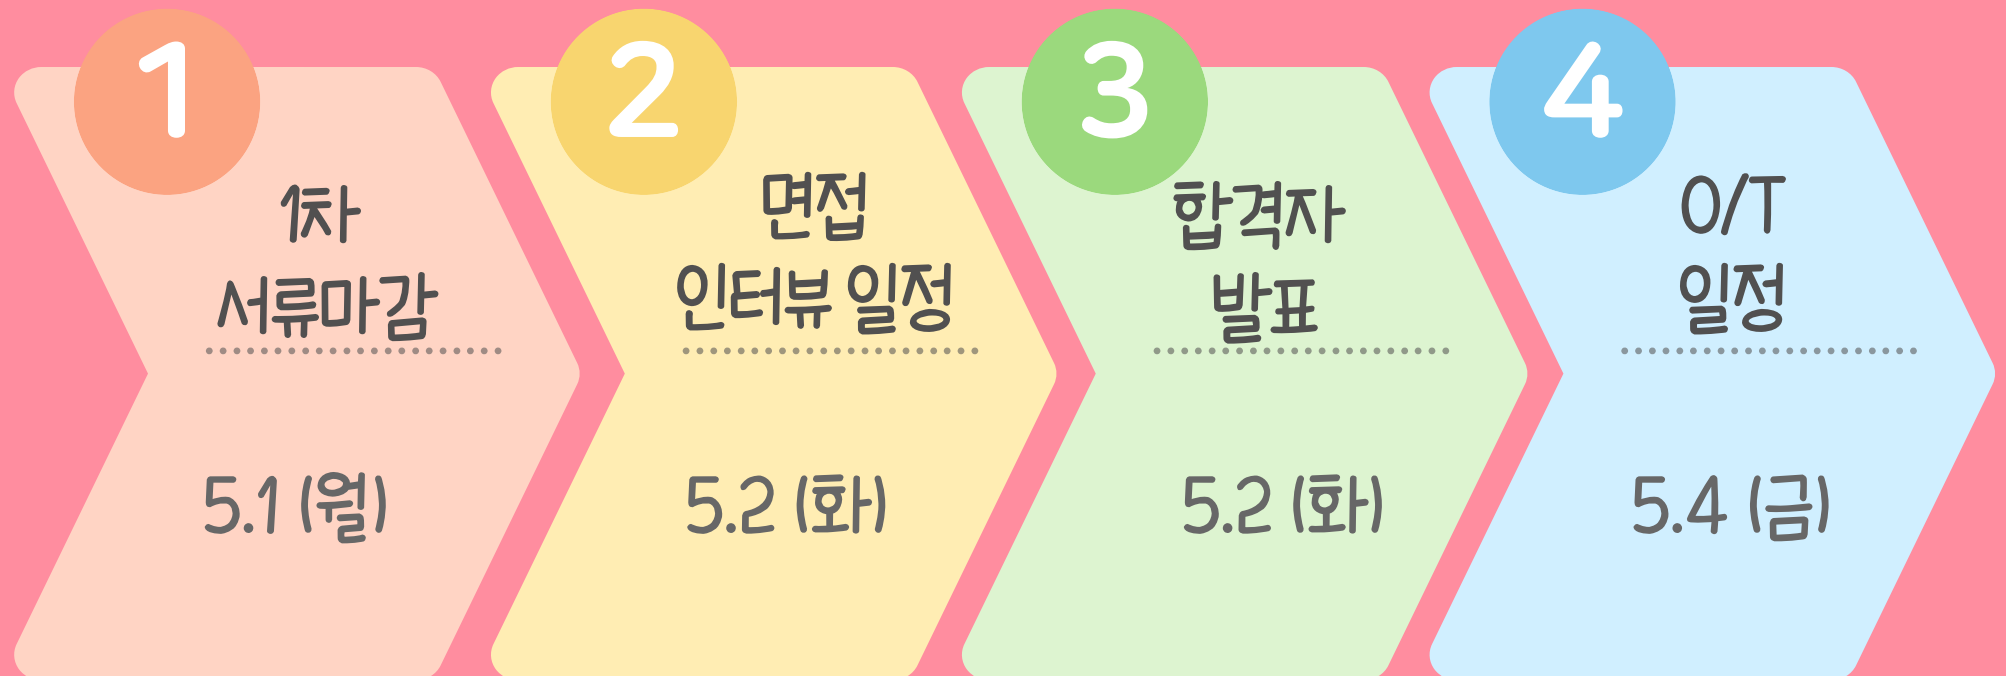 1
1차
서류마감
5.1 (월)
2
면접
인터뷰 일정
5.2 (화)
3
합격자
발표
5.2 (화)
4
O/T
일정
5.4 (금)